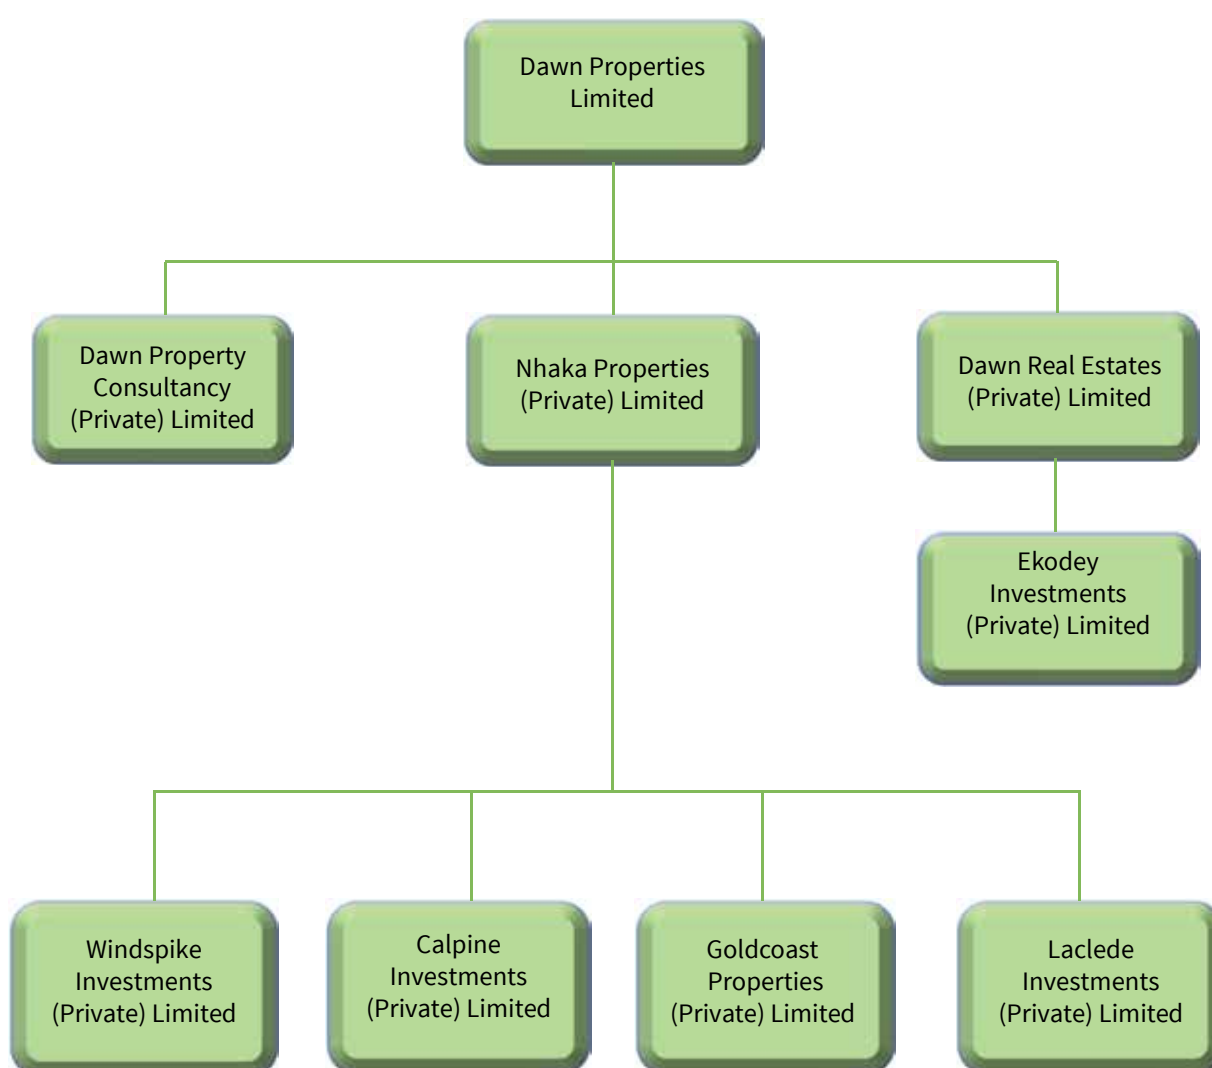 Dawn Properties
Limited
Dawn Property
Consultancy
(Private) Limited
Nhaka Properties
(Private) Limited
Dawn Real Estates
(Private) Limited
Ekodey
Investments
(Private) Limited
Windspike
Investments
(Private) Limited
Calpine
Investments
(Private) Limited
Goldcoast
Properties
(Private) Limited
Laclede
Investments
(Private) Limited